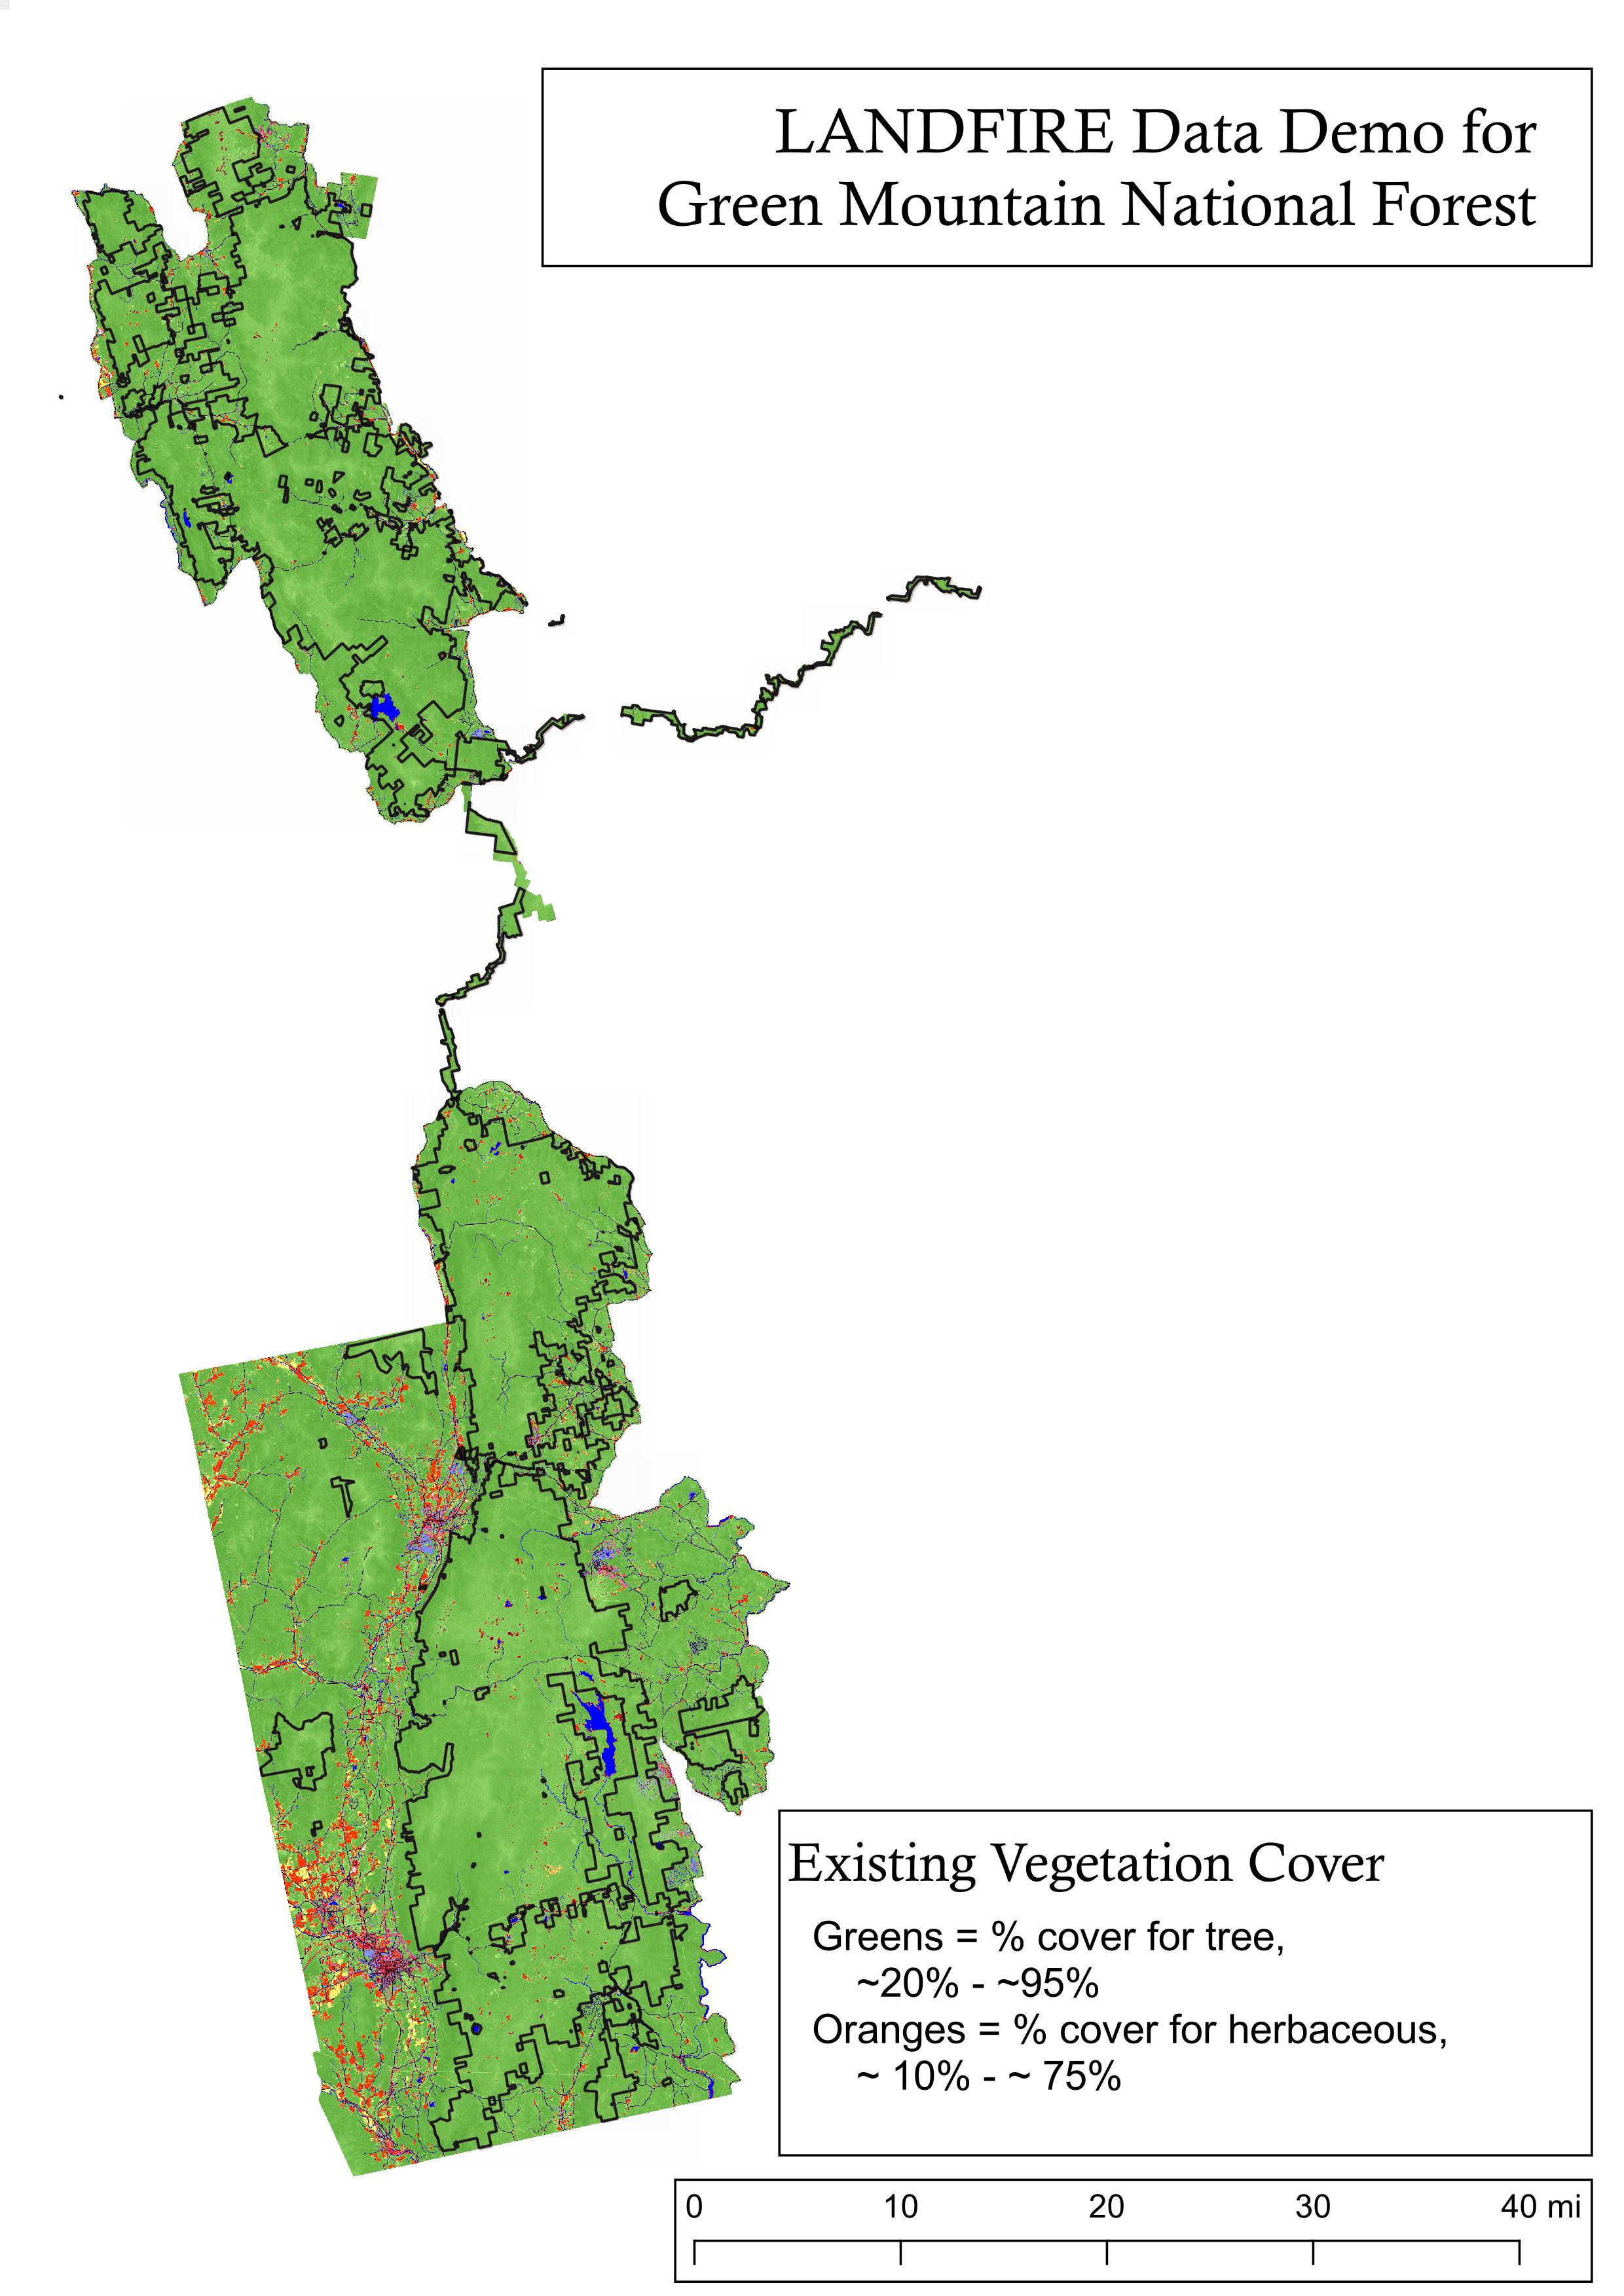 LANDFIRE Data Demo for
Green Mountain National Forest
Existing Vegetation Cover
Greens = % cover for tree,
~20% - ~95%
Oranges = % cover for herbaceous,
~ 10% - ~ 75%
0 10 20 30 40 mi